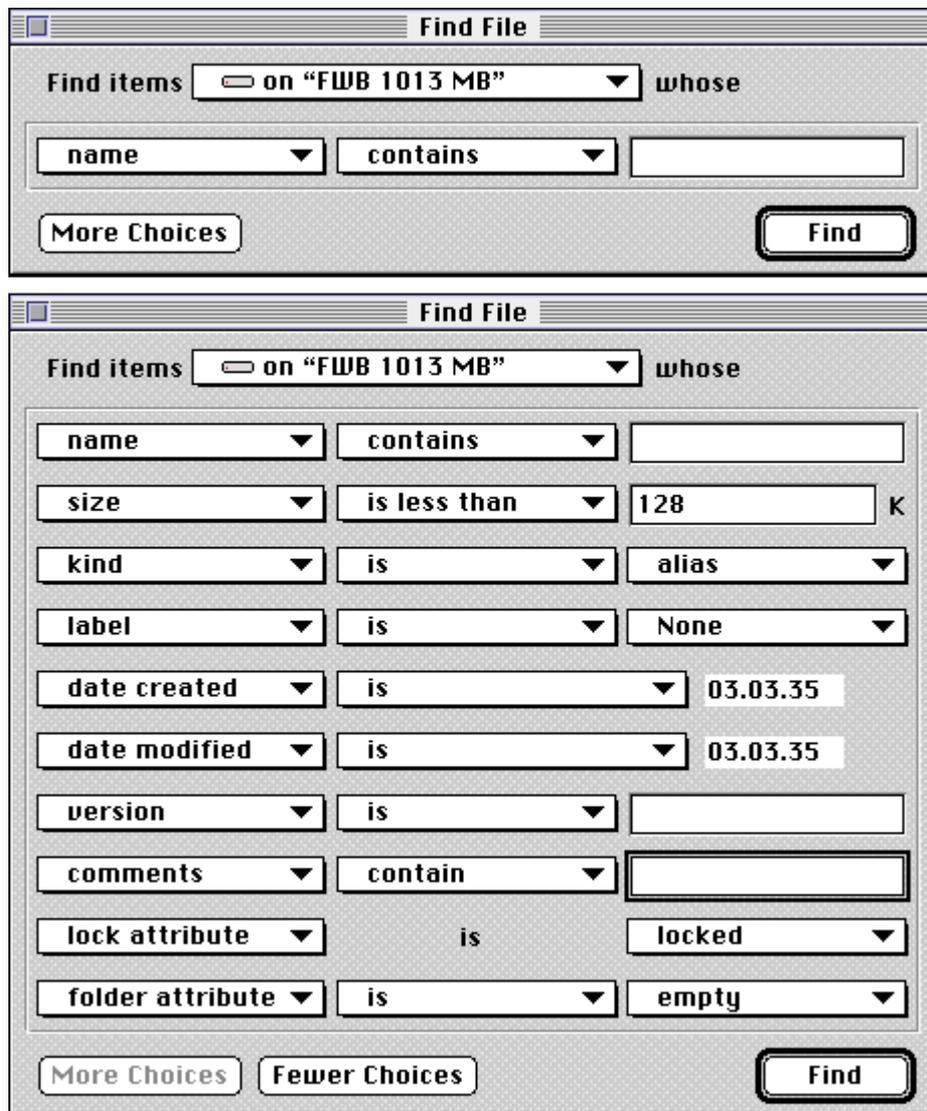 Find File
Find items on “FWB 1013 MB” whose
name contains
More Choices Find
Find File
Find items on “FWB 1013 MB” whose
name contains
size is less than 128 K
kind is alias
label is None
date created is 03.03.35
date modified is 03.03.35
version is
comments contain
lock attribute is locked
folder attribute is empty
More Choices Fewer Choices Find